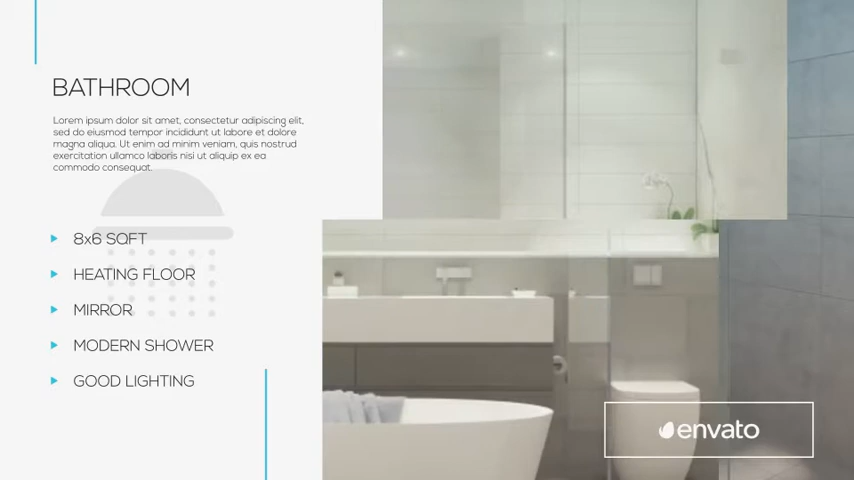 BATHROOM
Lorem ipsum dolor sit amet, consectetur adipiscing elit,
sed do eiusmod tempor incididunt ut labore et dolore
magna aliqua. Ut enim ad minim veniam, quis nostrud
exercitation ullamco laboris nisi ut aliquip ex ea
commodo consequat.
8x6 SQFT
HEATING FLOOR
MIRROR
MODERN SHOWER
GOOD LIGHTING
envato